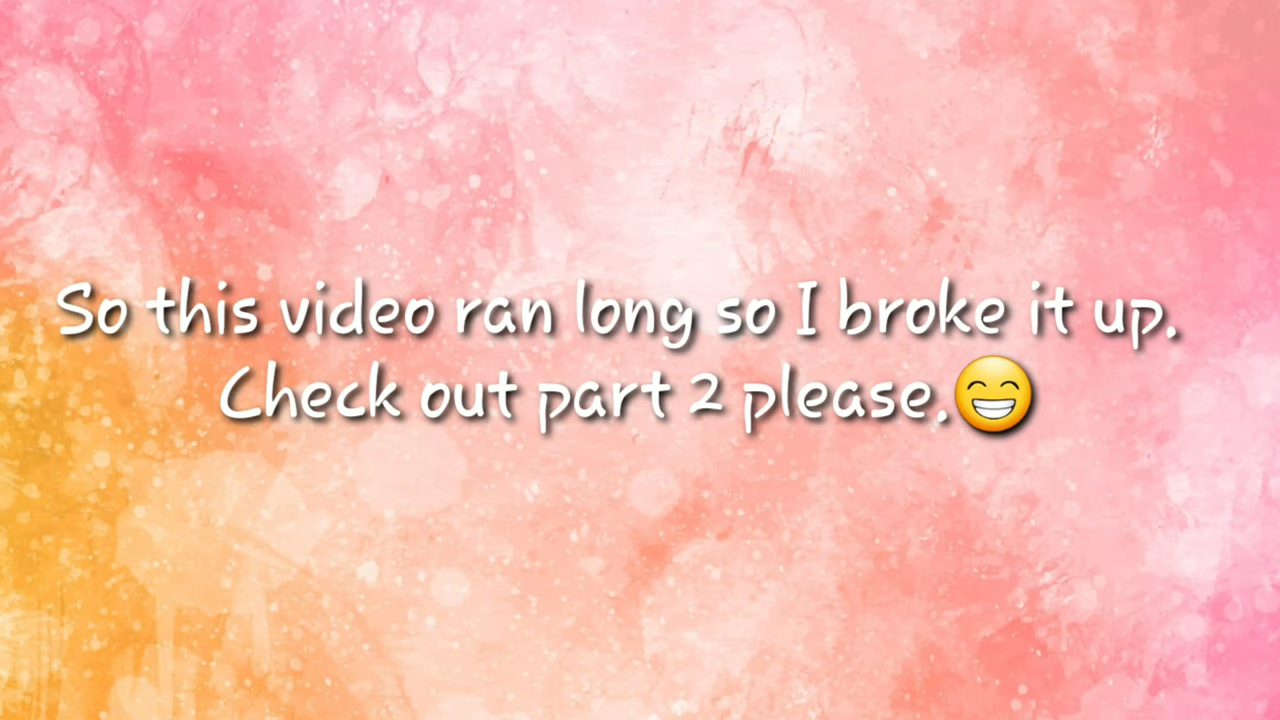 So this video ran long so I broke it up.
Check out part 2 please.😁